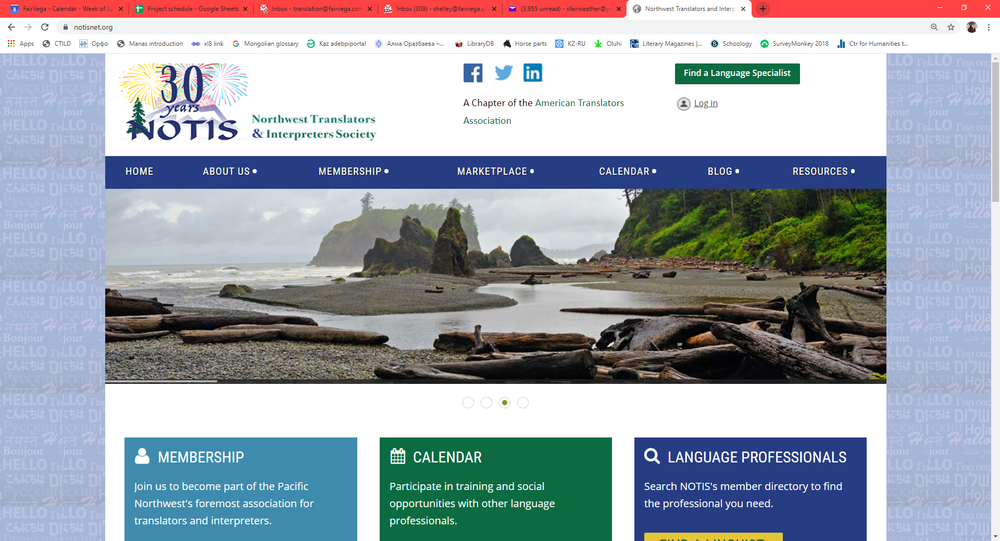 FairVega - Calendar - Week of Ju
Project schedule - Google Sheets
Inbox - translation@fairvega.com
Inbox (309) - shelley@fairvega.co
(3,955 unread) - sfairweather@ya
Northwest Translators and Interp
notisnet.org
Apps
CTILD
Орфо
Manas introduction
xl8 link
Mongolian glossary
Kaz adebpiportal
Алма Оразбаева –...
LibraryDB
Horse parts
KZ-RU
Oluhi
Literary Magazines |...
Schoology
SurveyMonkey 2018
Ctr for Humanities t...
30
years
NOTIS
Northwest Translators
& Interpreters Society
A Chapter of the American Translators
Association
Find a Language Specialist
Log in
HOME
ABOUT US
MEMBERSHIP
MARKETPLACE
CALENDAR
BLOG
RESOURCES
MEMBERSHIP
Join us to become part of the Pacific
Northwest's foremost association for
translators and interpreters.
CALENDAR
Participate in training and social
opportunities with other language
professionals.
LANGUAGE PROFESSIONALS
Search NOTIS's member directory to find
the professional you need.
FIND A LINGUIST